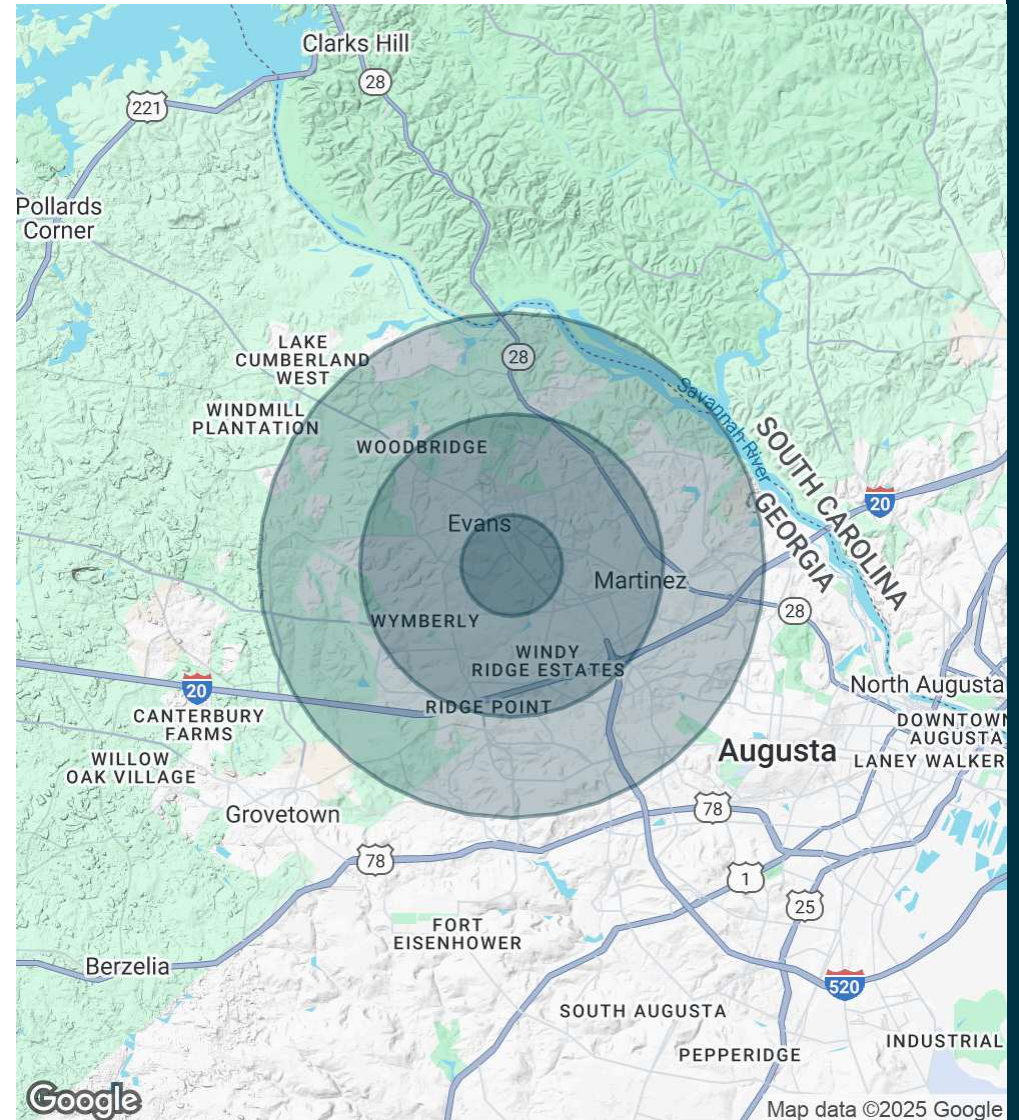 Clarks Hill
28
221
Pollards
Corner
LAKE
CUMBERLAND
WEST
28
WINDMILL
PLANTATION
WOODBRIDGE
Savannah River
SOUTH CAROLINA
GEORGIA
20
Evans
Martinez
28
WYMBERLY
WINDY
RIDGE ESTATES
20
RIDGE POINT
North Augusta
CANTERBURY
FARMS
DOWNTOWN
AUGUSTA
Augusta
LANEY WALKER
WILLOW
OAK VILLAGE
Grovetown
78
78
1
25
FORT
EISENHOWER
Berzelia
520
SOUTH AUGUSTA
PEPPERIDGE
INDUSTRIAL
Google
Map data ©2025 Google